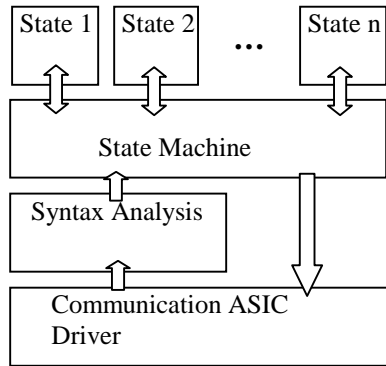 State 1 State 2 ... State n
State Machine
Syntax Analysis
Communication ASIC
Driver